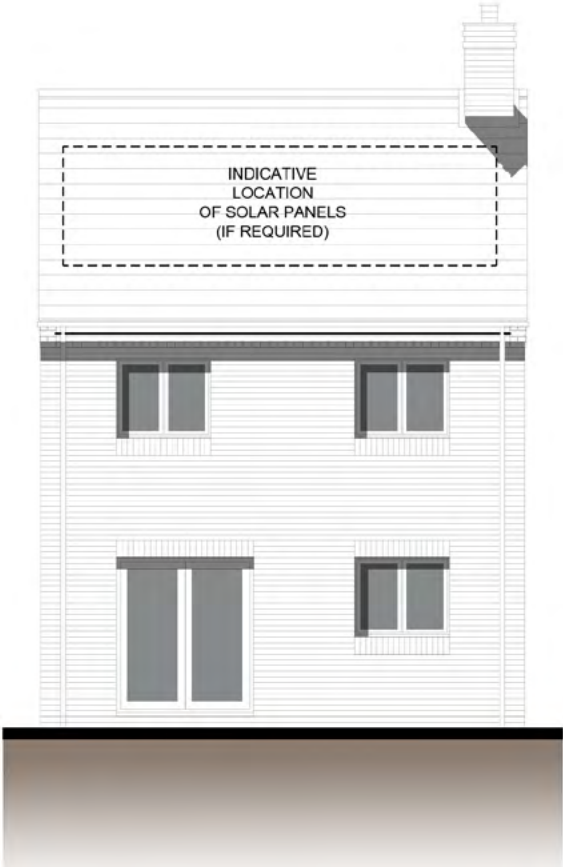 INDICATIVE
LOCATION
OF SOLAR PANELS
(IF REQUIRED)